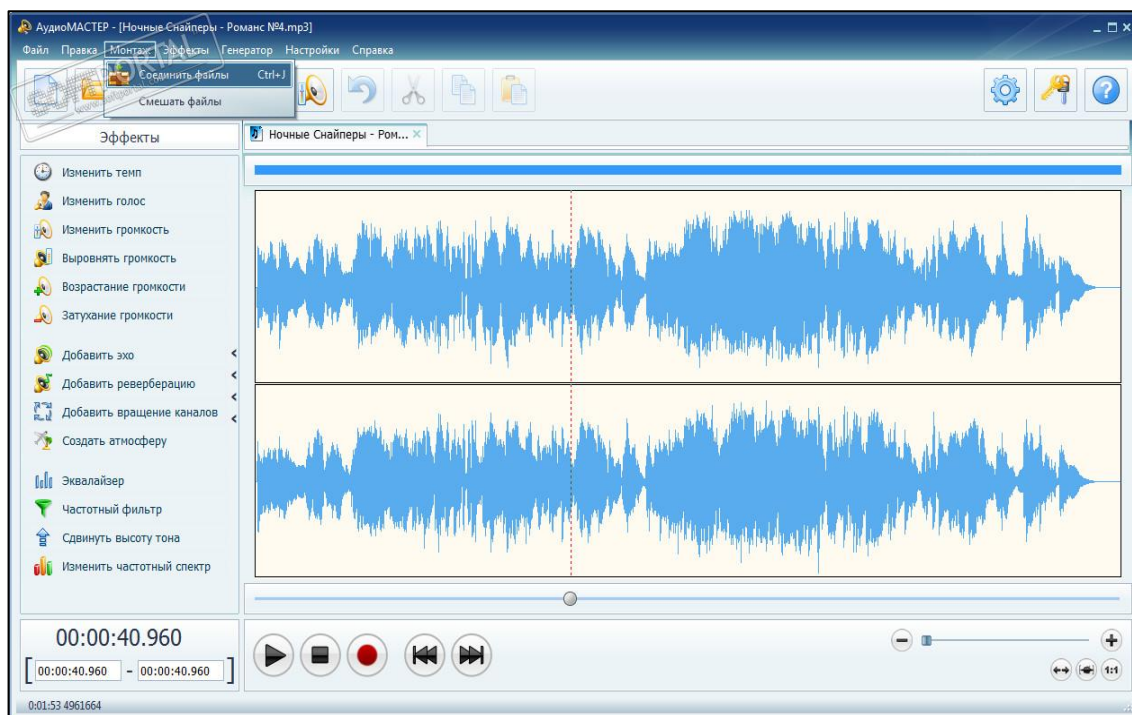 АудиоМАСТЕР - [Ночные Снайперы - Романс №4.mp3]
Файл Правка Монтаж Эффекты Генератор Настройки Справка
Соединить файлы Ctrl+J
Смешать файлы
PORTAL
Эффекты
Ночные Снайперы - Ром...
Изменить темп
Изменить голос
Изменить громкость
Выровнять громкость
Возрастание громкости
Затухание громкости
Добавить эхо
Добавить реверберацию
Добавить вращение каналов
Создать атмосферу
Эквалайзер
Частотный фильтр
Сдвинуть высоту тона
Изменить частотный спектр
00:00:40.960
[ 00:00:40.960 - 00:00:40.960 ]
1:1
0:01:53 4961664